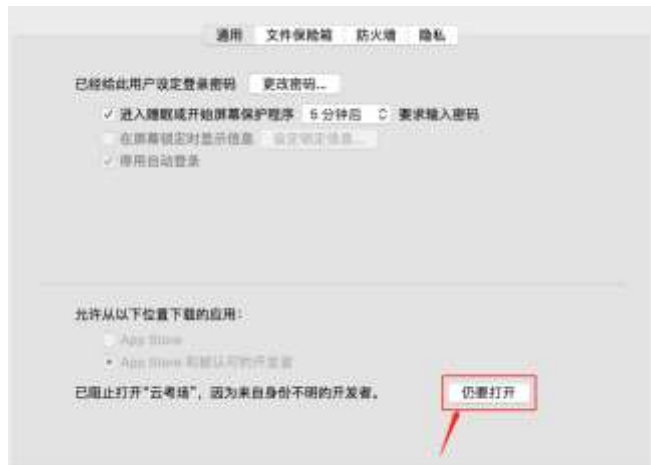 通用 文件保险箱 防火墙 隐私
已经给此用户设定登录密码 更改密码...
进入睡眠或开始屏幕保护程序 5 分钟后 要求输入密码
在屏幕锁定时显示信息 设定锁定信息...
停用自动登录
允许从以下位置下载的应用：
App Store
App Store 和被认可的开发者
已阻止打开“云考场”，因为来自身份不明的开发者。 仍要打开